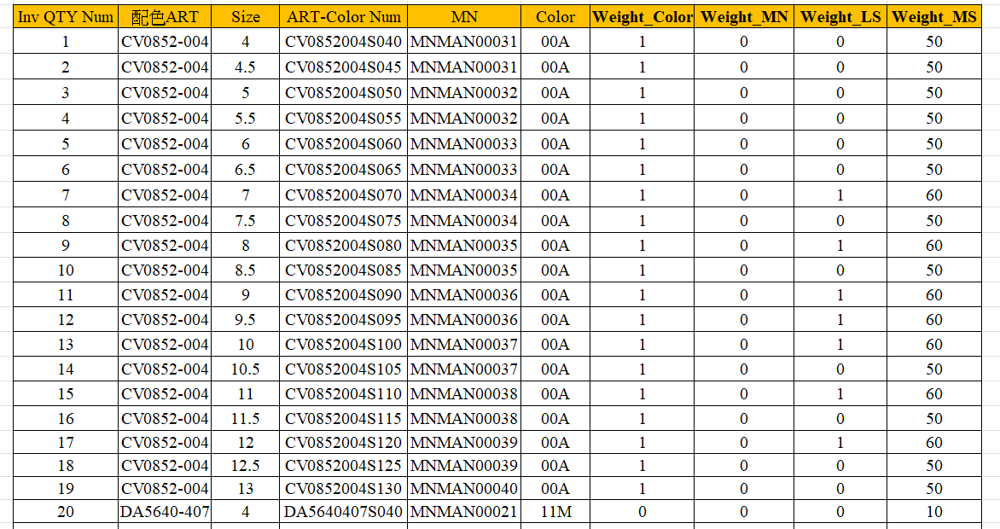 Inv QTY Num 配色ART Size ART-Color Num MN Color Weight_Color Weight_MN Weight_LS Weight_MS
1 CV0852-004 4 CV0852004S040 MNMAN00031 00A 1 0 0 50
2 CV0852-004 4.5 CV0852004S045 MNMAN00031 00A 1 0 0 50
3 CV0852-004 5 CV0852004S050 MNMAN00032 00A 1 0 0 50
4 CV0852-004 5.5 CV0852004S055 MNMAN00032 00A 1 0 0 50
5 CV0852-004 6 CV0852004S060 MNMAN00033 00A 1 0 0 50
6 CV0852-004 6.5 CV0852004S065 MNMAN00033 00A 1 0 0 50
7 CV0852-004 7 CV0852004S070 MNMAN00034 00A 1 0 1 60
8 CV0852-004 7.5 CV0852004S075 MNMAN00034 00A 1 0 0 50
9 CV0852-004 8 CV0852004S080 MNMAN00035 00A 1 0 1 60
10 CV0852-004 8.5 CV0852004S085 MNMAN00035 00A 1 0 0 50
11 CV0852-004 9 CV0852004S090 MNMAN00036 00A 1 0 1 60
12 CV0852-004 9.5 CV0852004S095 MNMAN00036 00A 1 0 1 60
13 CV0852-004 10 CV0852004S100 MNMAN00037 00A 1 0 1 60
14 CV0852-004 10.5 CV0852004S105 MNMAN00037 00A 1 0 0 50
15 CV0852-004 11 CV0852004S110 MNMAN00038 00A 1 0 1 60
16 CV0852-004 11.5 CV0852004S115 MNMAN00038 00A 1 0 0 50
17 CV0852-004 12 CV0852004S120 MNMAN00039 00A 1 0 1 60
18 CV0852-004 12.5 CV0852004S125 MNMAN00039 00A 1 0 0 50
19 CV0852-004 13 CV0852004S130 MNMAN00040 00A 1 0 0 50
20 DA5640-407 4 DA5640407S040 MNMAN00021 11M 0 0 0 10